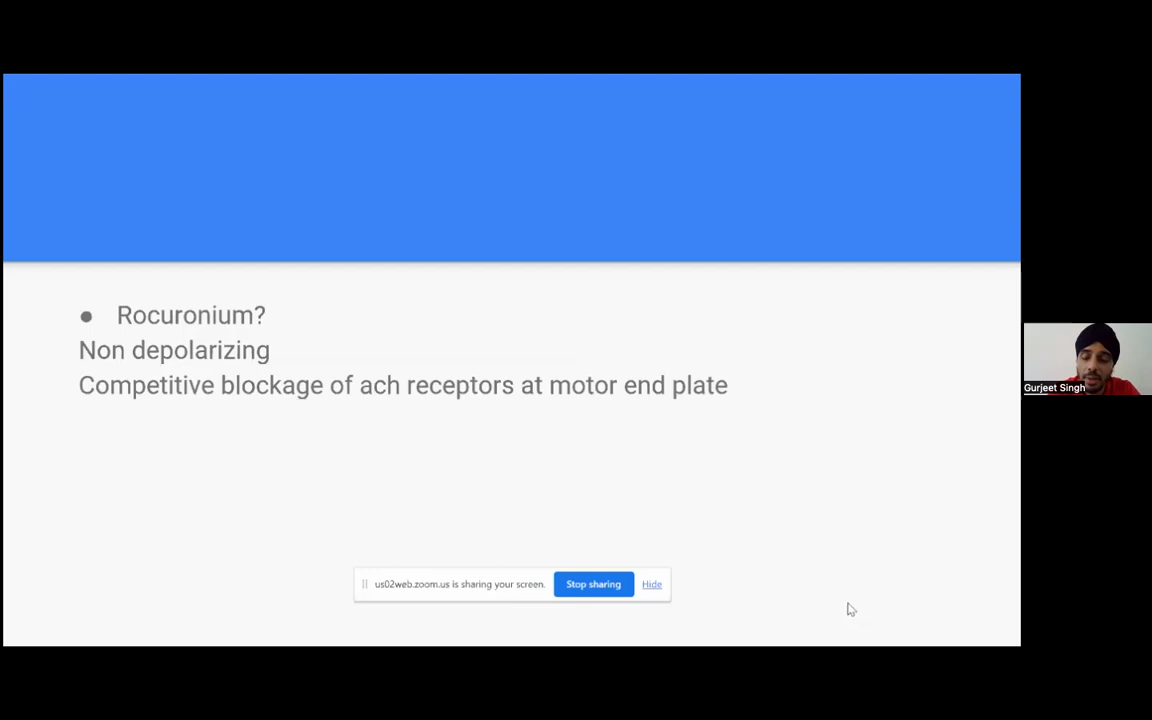 ● Rocuronium?
Non depolarizing
Competitive blockage of ach receptors at motor end plate
Gurjeet Singh
us02web.zoom.us is sharing your screen. Stop sharing Hide